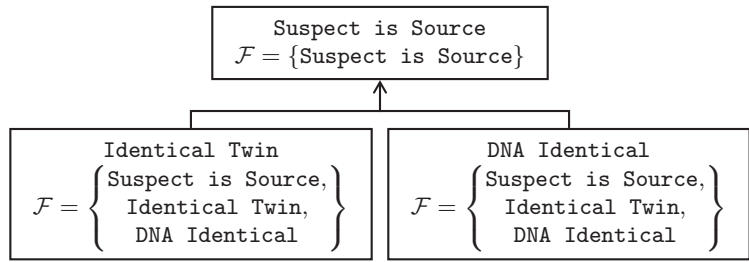 Suspect is Source
ℱ = {Suspect is Source}
Identical Twin
ℱ = {Suspect is Source,
Identical Twin,
DNA Identical}
DNA Identical
ℱ = {Suspect is Source,
Identical Twin,
DNA Identical}